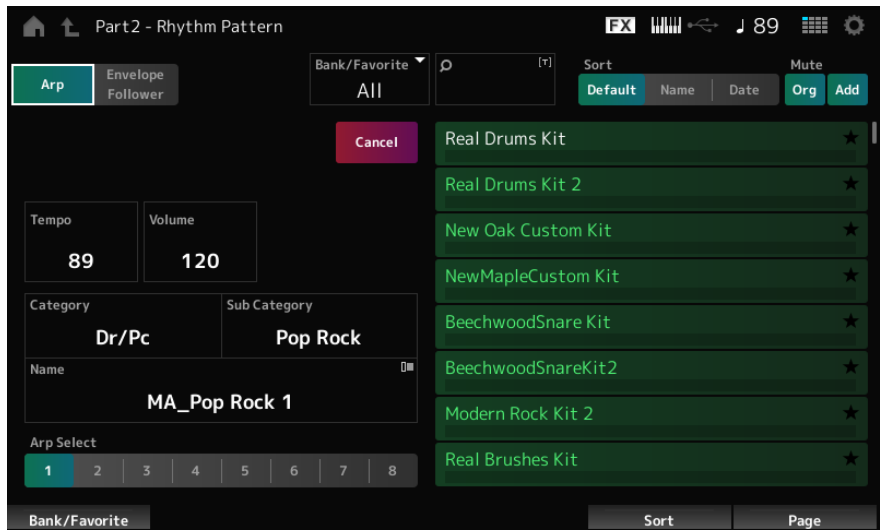 Part2 - Rhythm Pattern
FX
♩ 89
Arp
Envelope
Follower
Bank/Favorite
All
[T]
Sort
Default
Name
Date
Mute
Org
Add
Cancel
Tempo
89
Volume
120
Category
Dr/Pc
Sub Category
Pop Rock
Name
MA_Pop Rock 1
Arp Select
1 2 3 4 5 6 7 8
Real Drums Kit
Real Drums Kit 2
New Oak Custom Kit
NewMapleCustom Kit
BeechwoodSnare Kit
BeechwoodSnareKit2
Modern Rock Kit 2
Real Brushes Kit
Bank/Favorite
Sort
Page